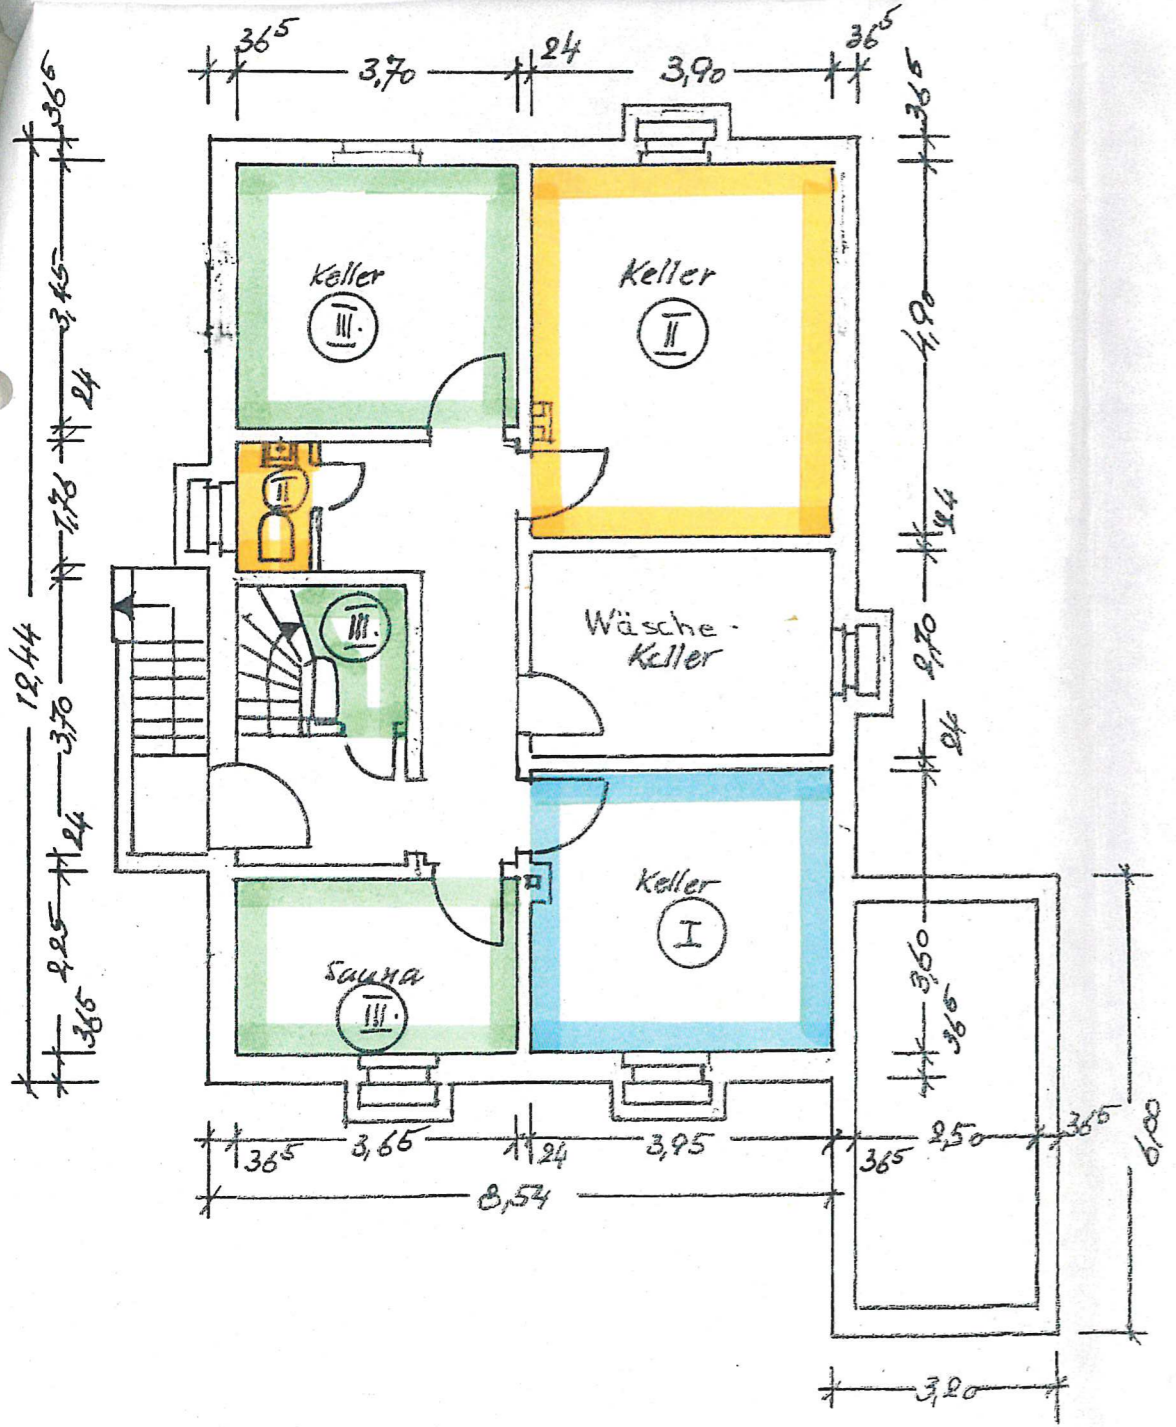 36⁵
3,70
24
3,90
36⁵
36⁵
3,45
24
1,76
3,70
24
2,25
36⁵
12,44
36⁵
4,90
24
2,70
24
3,60
36⁵
6,00
Keller
III.
Keller
II
II
III.
Wäsche-
Keller
Keller
I
Sauna
III.
36⁵
3,65
24
3,95
36⁵
2,50
36⁵
8,54
3,20